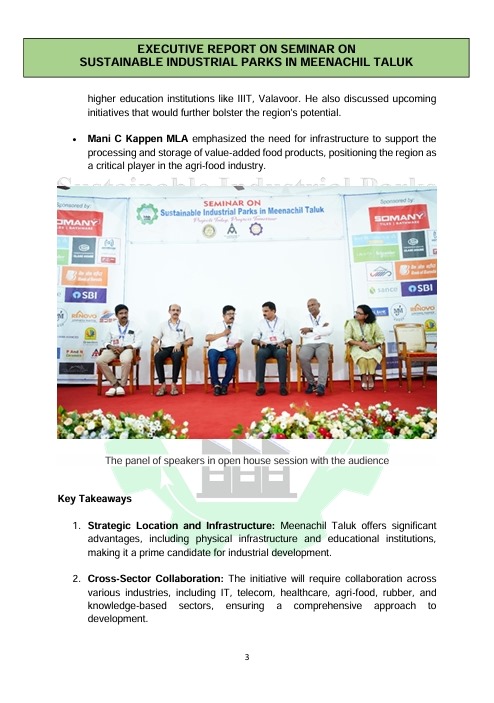 EXECUTIVE REPORT ON SEMINAR ON
SUSTAINABLE INDUSTRIAL PARKS IN MEENACHIL TALUK
higher education institutions like IIIT, Valavoor. He also discussed upcoming
initiatives that would further bolster the region's potential.
• Mani C Kappen MLA emphasized the need for infrastructure to support the
processing and storage of value-added food products, positioning the region as
a critical player in the agri-food industry.
Sponsored by
SEMINAR ON
Sustainable Industrial Parks in Meenachil Taluk
Sponsored by
SOMANY
SOMANY
SBI
SBI
RENOVO
RENOVO
The panel of speakers in open house session with the audience
Key Takeaways
1. Strategic Location and Infrastructure: Meenachil Taluk offers significant
advantages, including physical infrastructure and educational institutions,
making it a prime candidate for industrial development.
2. Cross-Sector Collaboration: The initiative will require collaboration across
various industries, including IT, telecom, healthcare, agri-food, rubber, and
knowledge-based sectors, ensuring a comprehensive approach to
development.
3